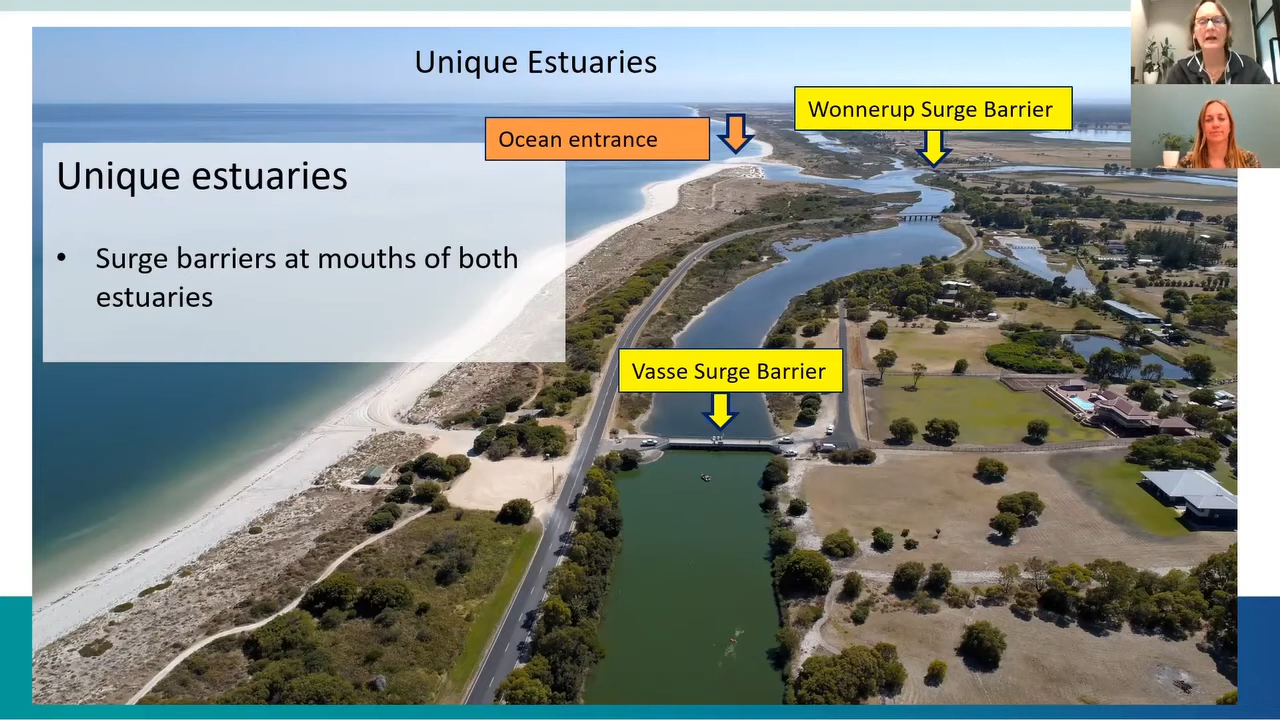 Unique Estuaries
Wonnerup Surge Barrier
Ocean entrance
Unique estuaries
• Surge barriers at mouths of both
estuaries
Vasse Surge Barrier